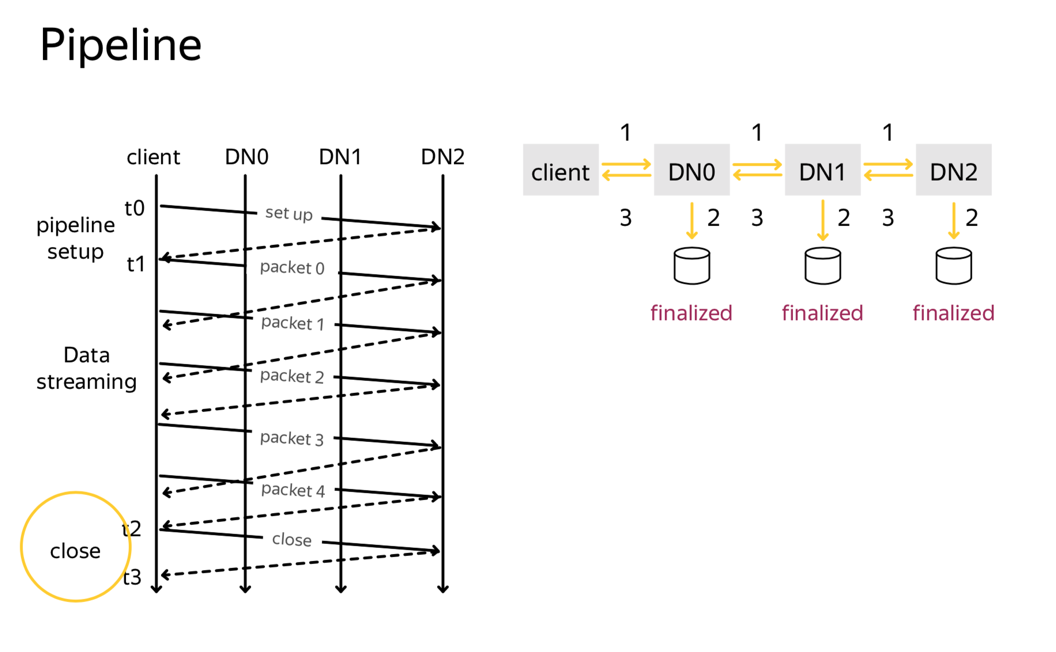 Pipeline
client DN0 DN1 DN2
t0
set up
pipeline
setup
t1
packet 0
packet 1
Data
streaming
packet 2
packet 3
packet 4
t2
close
close
t3
1 1 1
client DN0 DN1 DN2
3 2 3 2 3 2
finalized finalized finalized